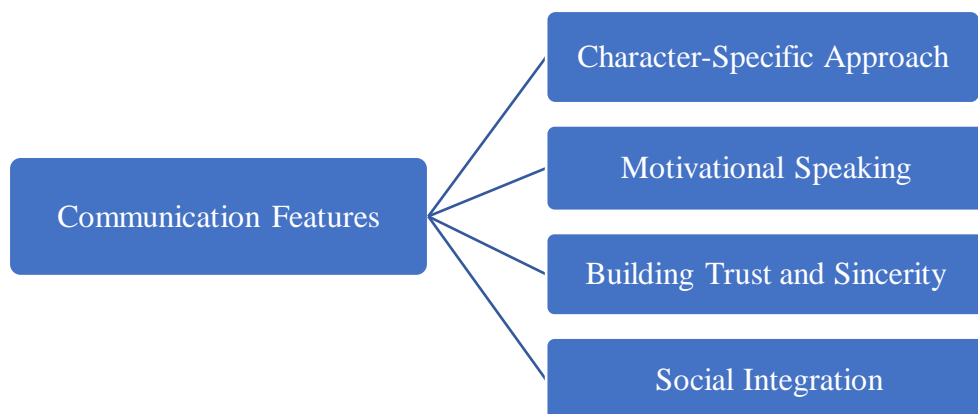 Communication Features
Character-Specific Approach
Motivational Speaking
Building Trust and Sincerity
Social Integration